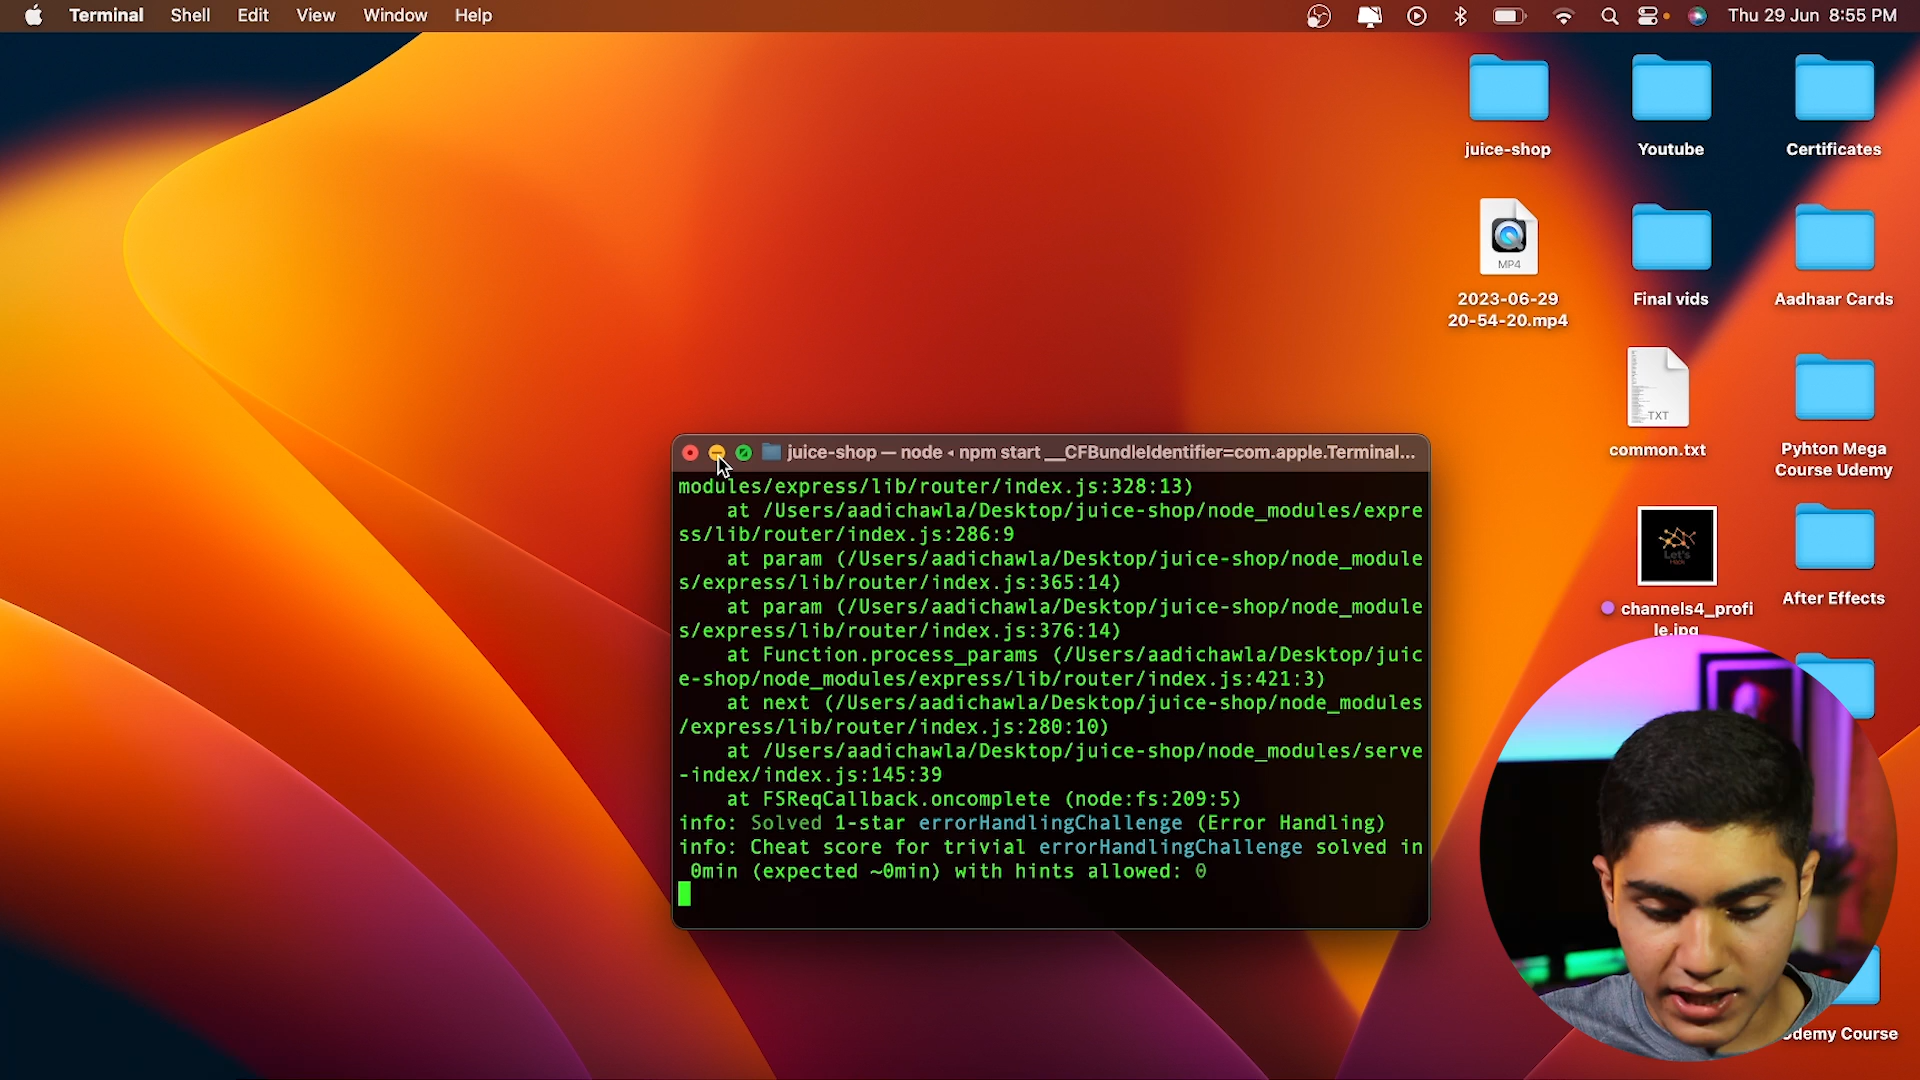 Terminal Shell Edit View Window Help Thu 29 Jun 8:55 PM
juice-shop Youtube Certificates
MP4
2023-06-29
20-54-20.mp4
Final vids Aadhaar Cards
TXT
common.txt
Pyhton Mega
Course Udemy
Let's
Hack
channels4_profi
le.jpg
After Effects
demy Course
juice-shop — node ◂ npm start __CFBundleIdentifier=com.apple.Terminal...
modules/express/lib/router/index.js:328:13)
at /Users/aadichawla/Desktop/juice-shop/node_modules/expre
ss/lib/router/index.js:286:9
at param (/Users/aadichawla/Desktop/juice-shop/node_module
s/express/lib/router/index.js:365:14)
at param (/Users/aadichawla/Desktop/juice-shop/node_module
s/express/lib/router/index.js:376:14)
at Function.process_params (/Users/aadichawla/Desktop/juic
e-shop/node_modules/express/lib/router/index.js:421:3)
at next (/Users/aadichawla/Desktop/juice-shop/node_modules
/express/lib/router/index.js:280:10)
at /Users/aadichawla/Desktop/juice-shop/node_modules/serve
-index/index.js:145:39
at FSReqCallback.oncomplete (node:fs:209:5)
info: Solved 1-star errorHandlingChallenge (Error Handling)
info: Cheat score for trivial errorHandlingChallenge solved in
0min (expected ~0min) with hints allowed: 0